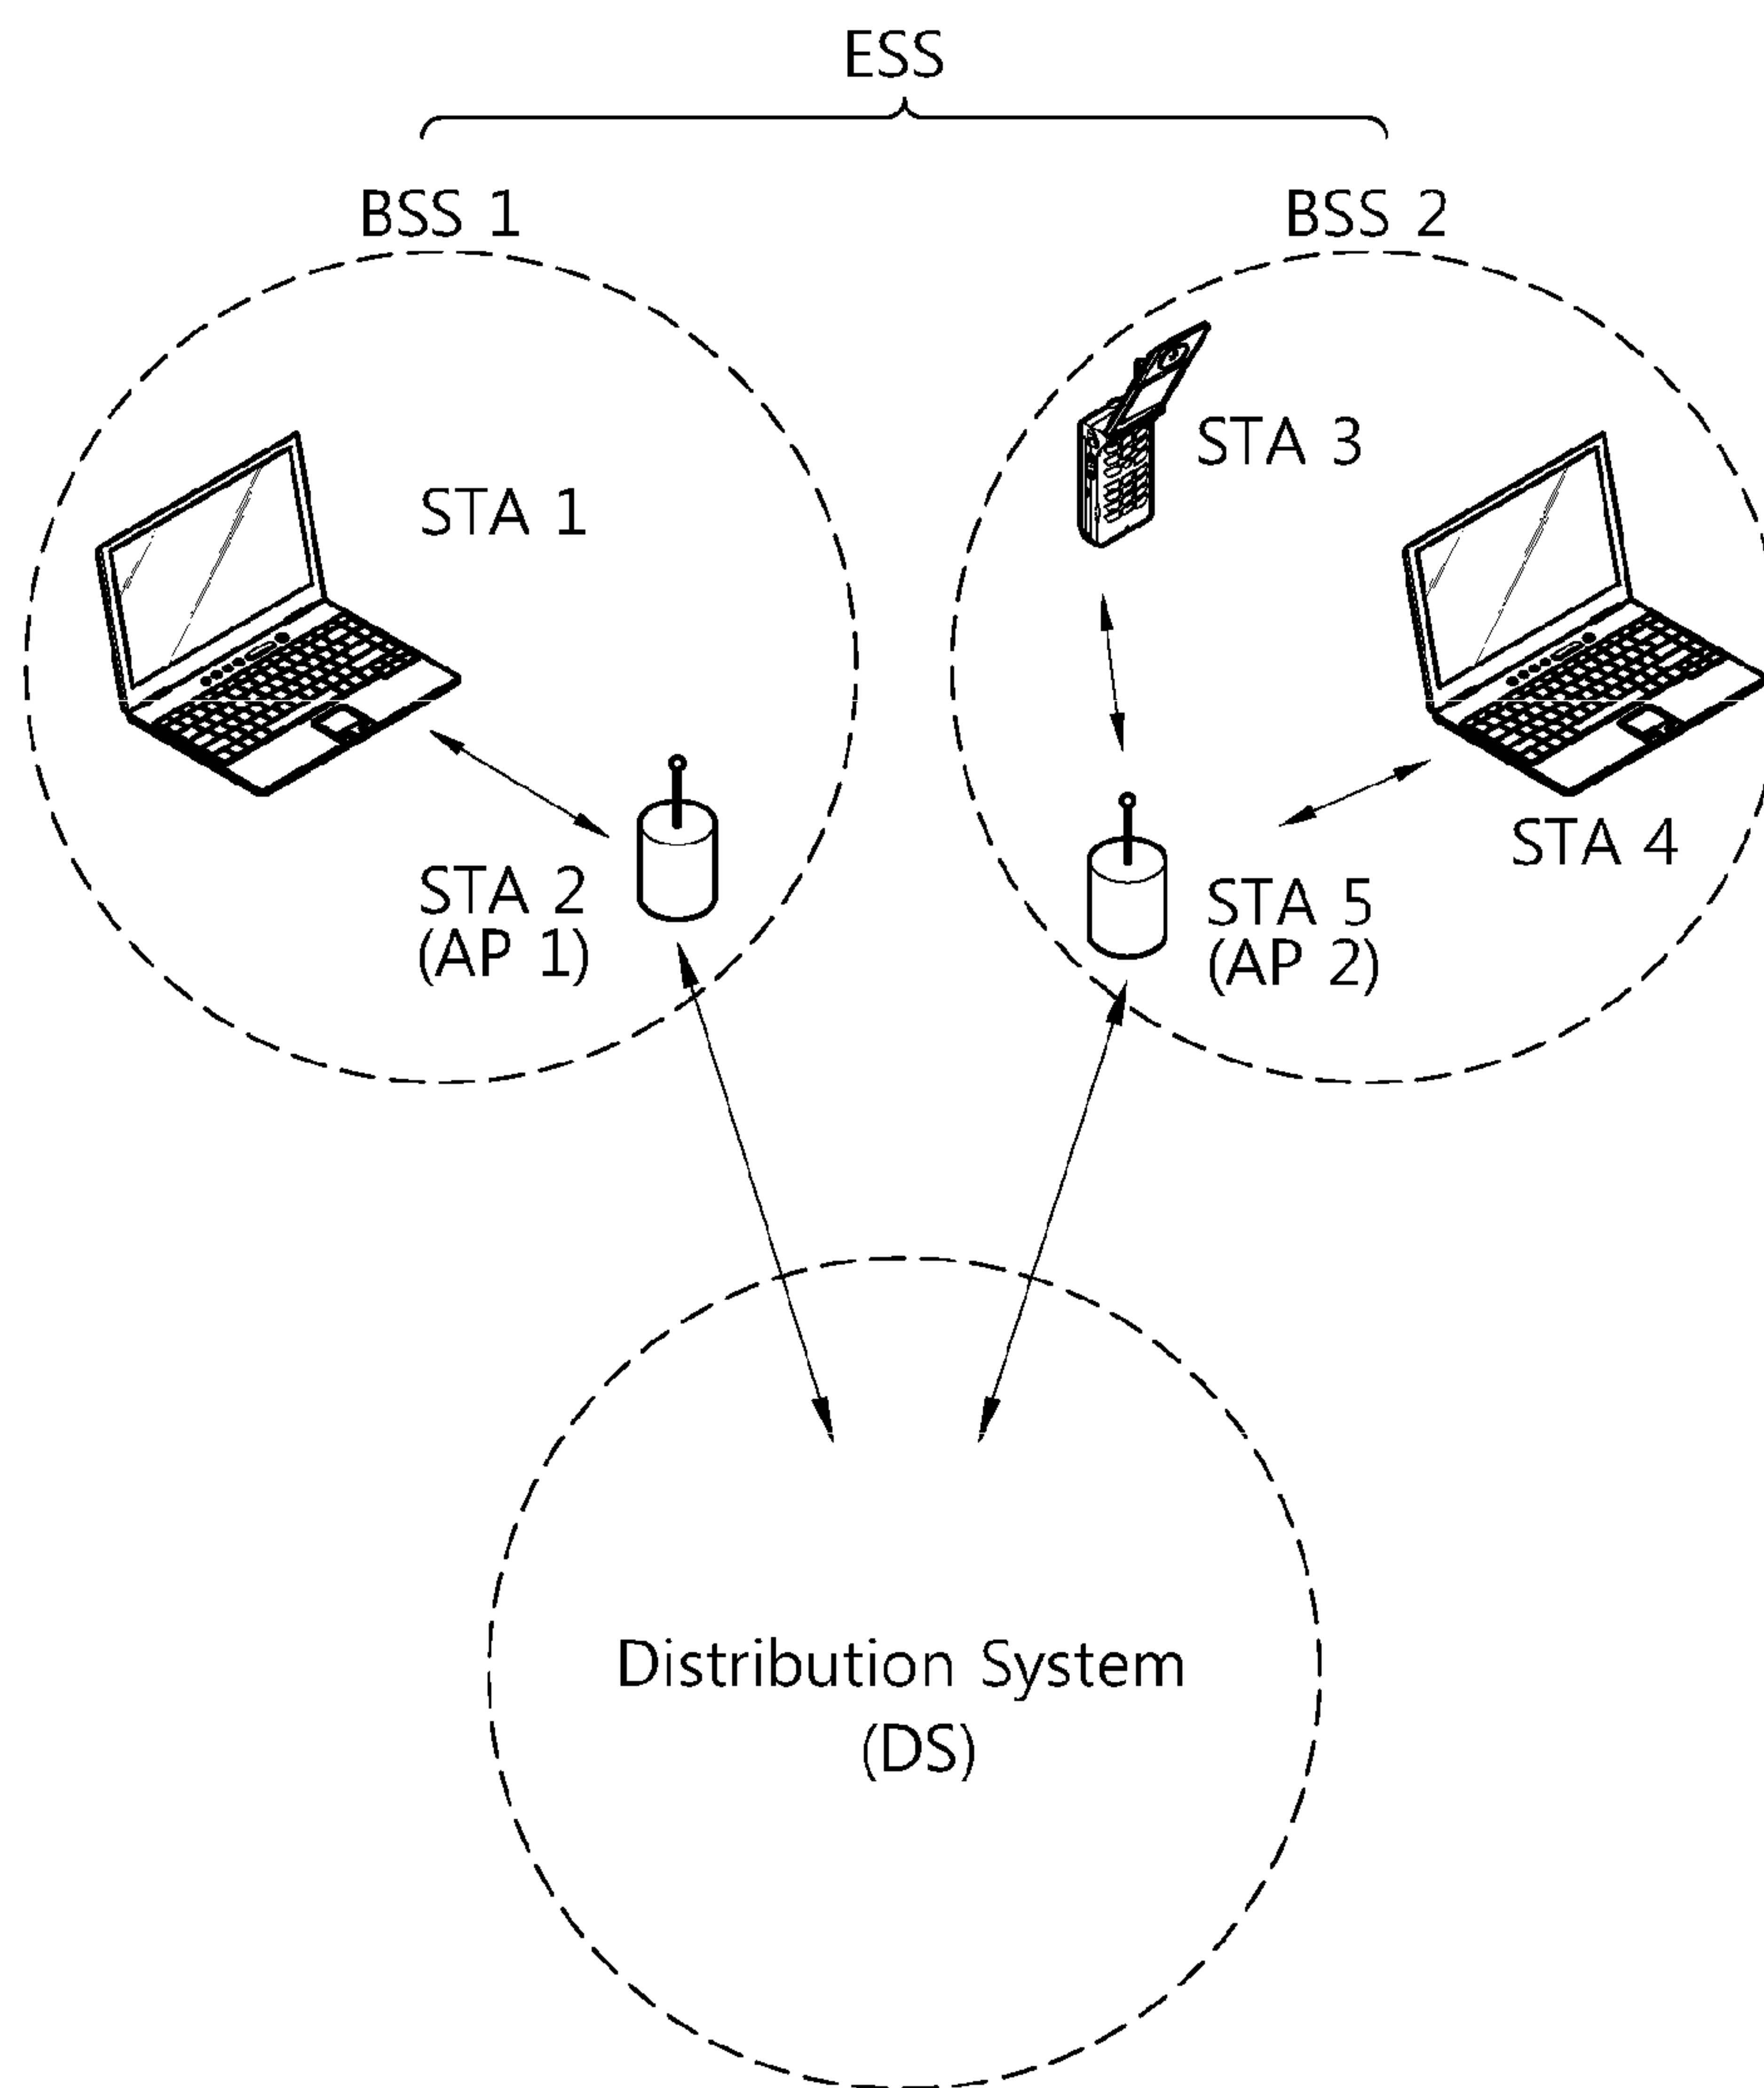 ESS
BSS 1
BSS 2
STA 1
STA 3
STA 2
(AP 1)
STA 5
(AP 2)
STA 4
Distribution System
(DS)